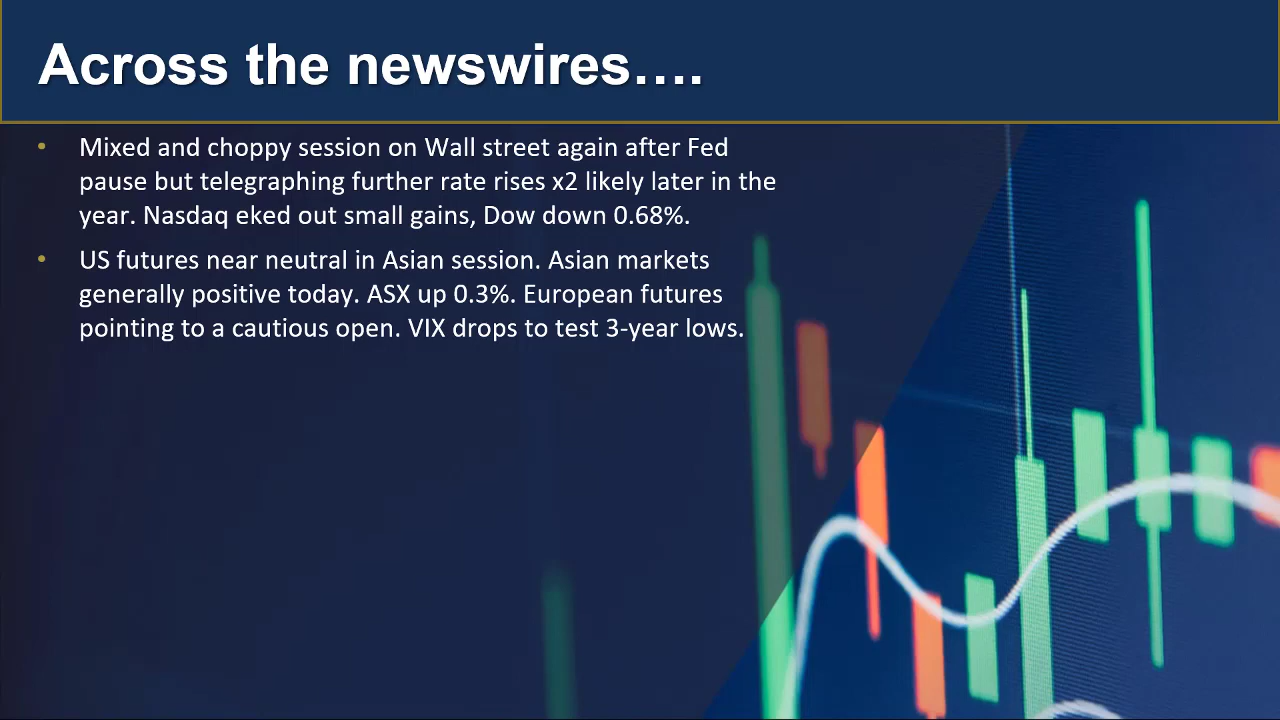 Across the newswires….
• Mixed and choppy session on Wall street again after Fed
pause but telegraphing further rate rises x2 likely later in the
year. Nasdaq eked out small gains, Dow down 0.68%.
• US futures near neutral in Asian session. Asian markets
generally positive today. ASX up 0.3%. European futures
pointing to a cautious open. VIX drops to test 3-year lows.